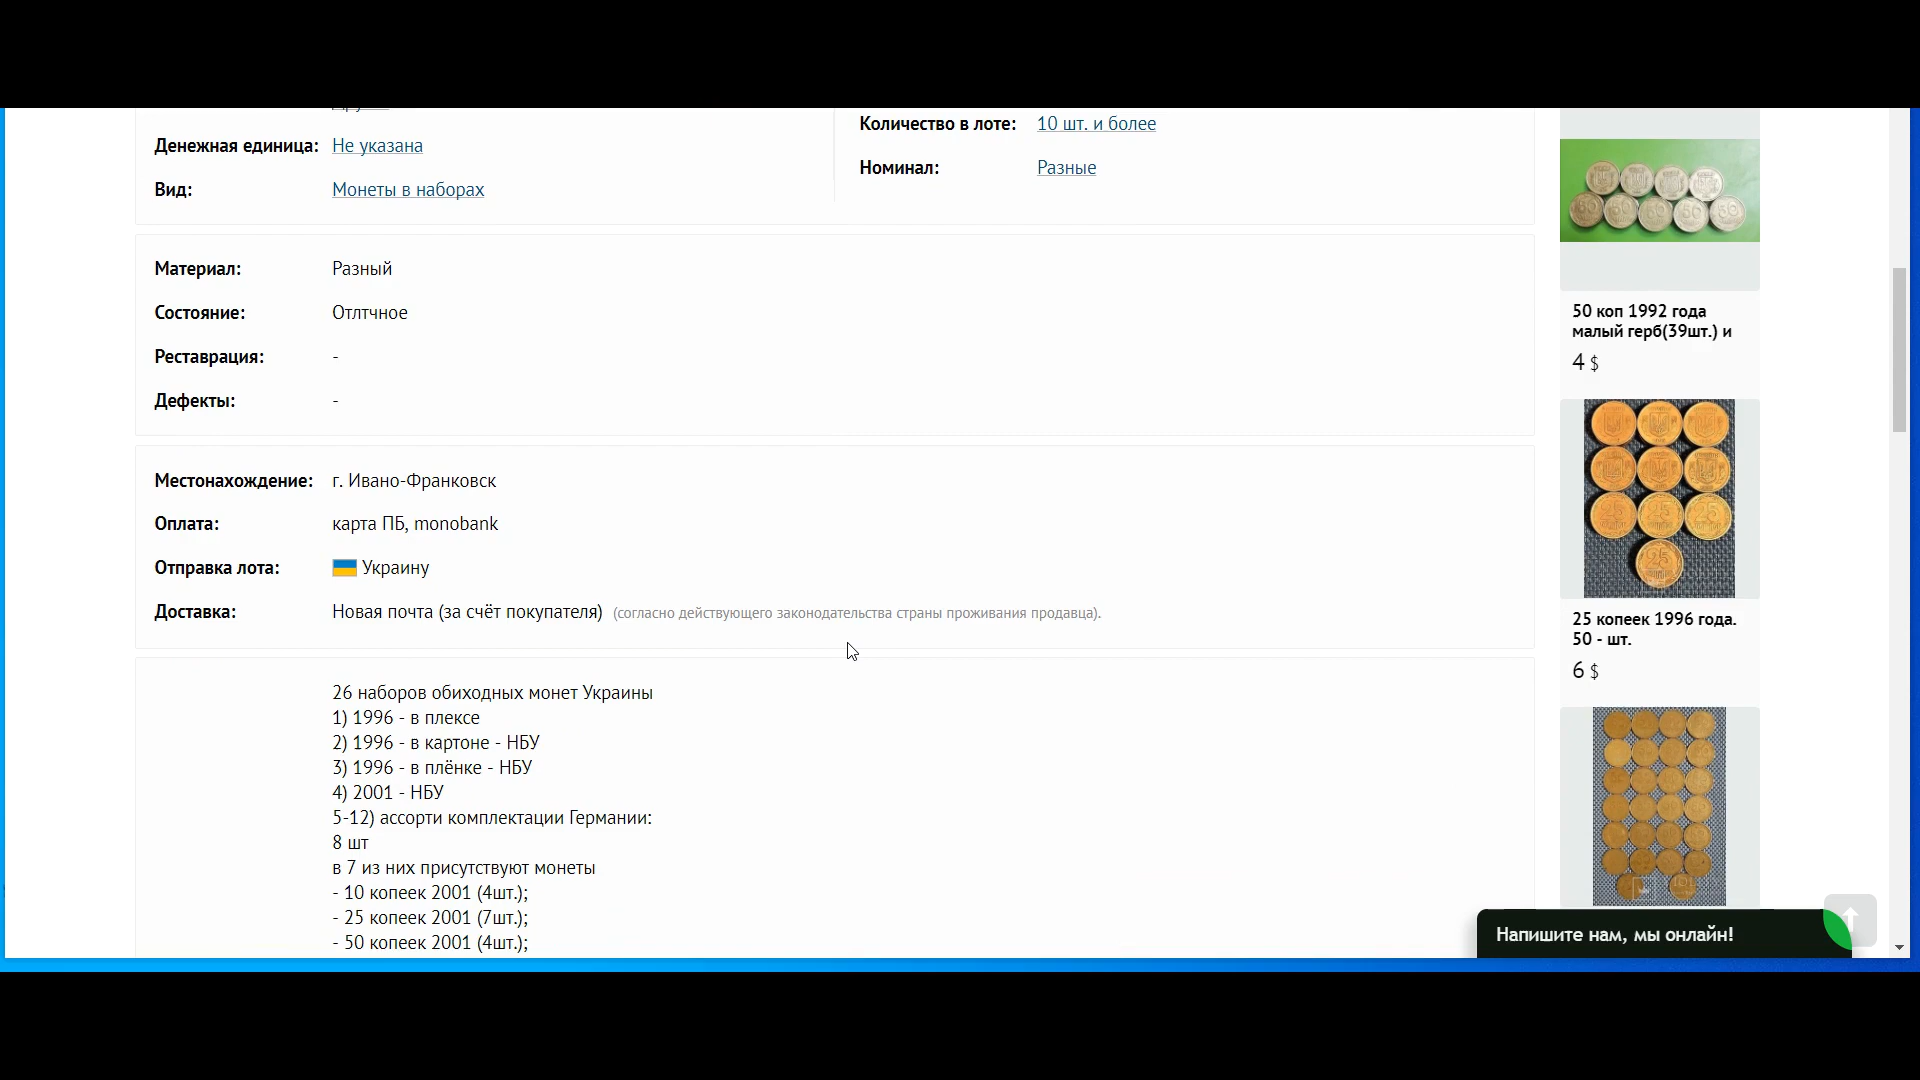 Количество в лоте: 10 шт. и более
Денежная единица: Не указана
Номинал: Разные
Вид: Монеты в наборах
Материал: Разный
Состояние: Отлтчное
Реставрация: -
Дефекты: -
Местонахождение: г. Ивано-Франковск
Оплата: карта ПБ, monobank
Отправка лота: Украину
Доставка: Новая почта (за счёт покупателя) (согласно действующего законодательства страны проживания продавца).
26 наборов обиходных монет Украины
1) 1996 - в плексе
2) 1996 - в картоне - НБУ
3) 1996 - в плёнке - НБУ
4) 2001 - НБУ
5-12) ассорти комплектации Германии:
8 шт
в 7 из них присутствуют монеты
- 10 копеек 2001 (4шт.);
- 25 копеек 2001 (7шт.);
- 50 копеек 2001 (4шт.);
50 коп 1992 года
малый герб(39шт.) и
4 $
25 копеек 1996 года.
50 - шт.
6 $
Напишите нам, мы онлайн!